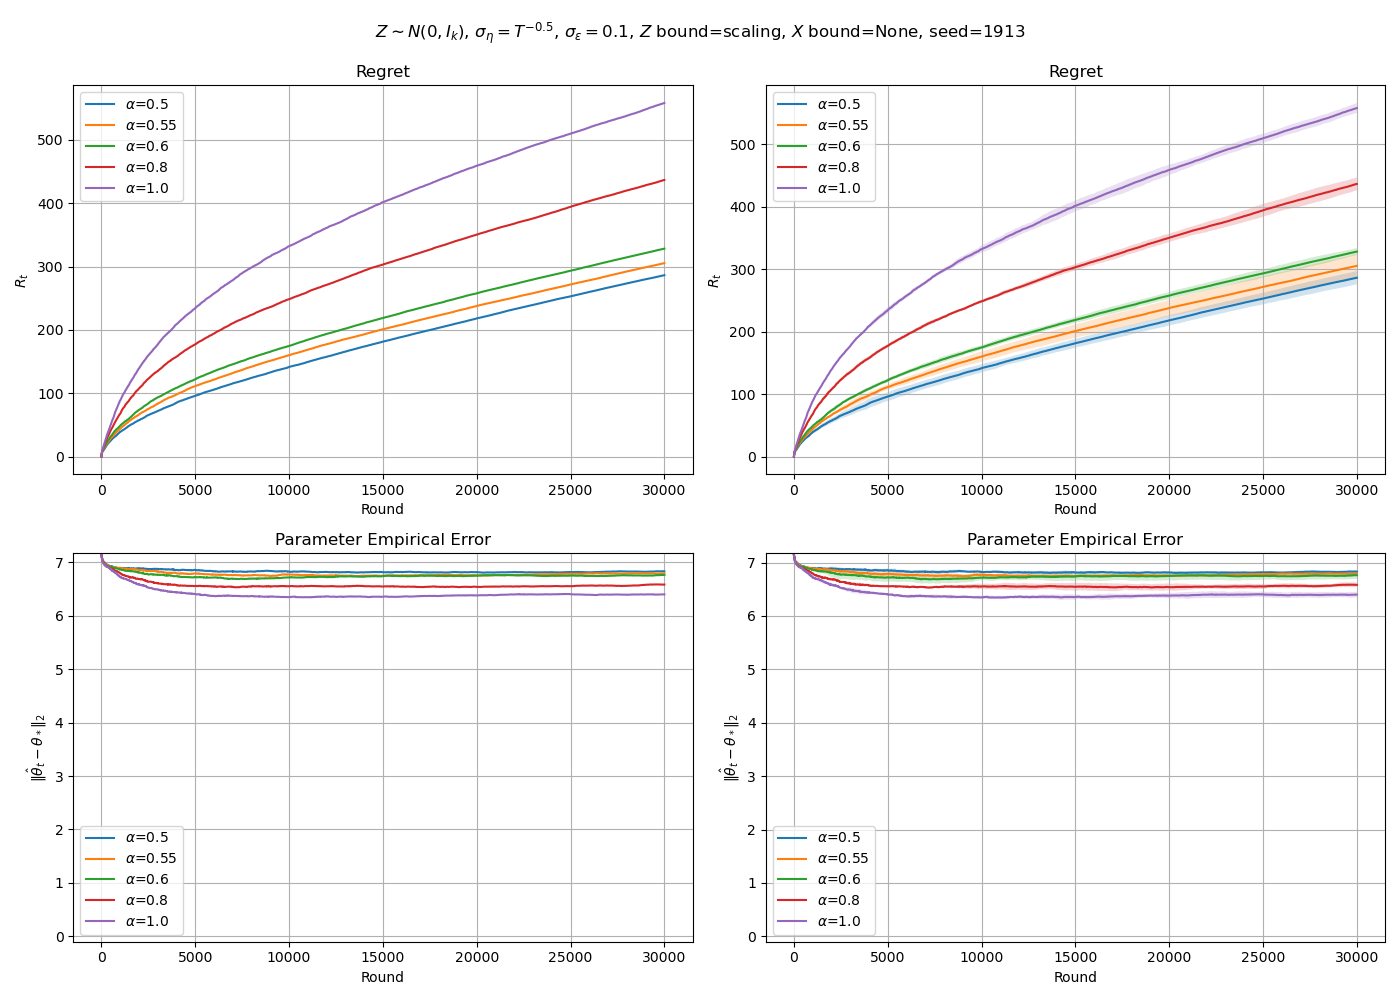 Z ∼ N(0, I_k), σ_η = T^{−0.5}, σ_ε = 0.1, Z bound=scaling, X bound=None, seed=1913
Regret
R_t
500
400
300
200
100
0
α=0.5
α=0.55
α=0.6
α=0.8
α=1.0
0 5000 10000 15000 20000 25000 30000
Round
Regret
R_t
500
400
300
200
100
0
α=0.5
α=0.55
α=0.6
α=0.8
α=1.0
0 5000 10000 15000 20000 25000 30000
Round
Parameter Empirical Error
‖θ̂_t − θ_*‖_2
7
6
5
4
3
2
1
0
α=0.5
α=0.55
α=0.6
α=0.8
α=1.0
0 5000 10000 15000 20000 25000 30000
Round
Parameter Empirical Error
‖θ̂_t − θ_*‖_2
7
6
5
4
3
2
1
0
α=0.5
α=0.55
α=0.6
α=0.8
α=1.0
0 5000 10000 15000 20000 25000 30000
Round